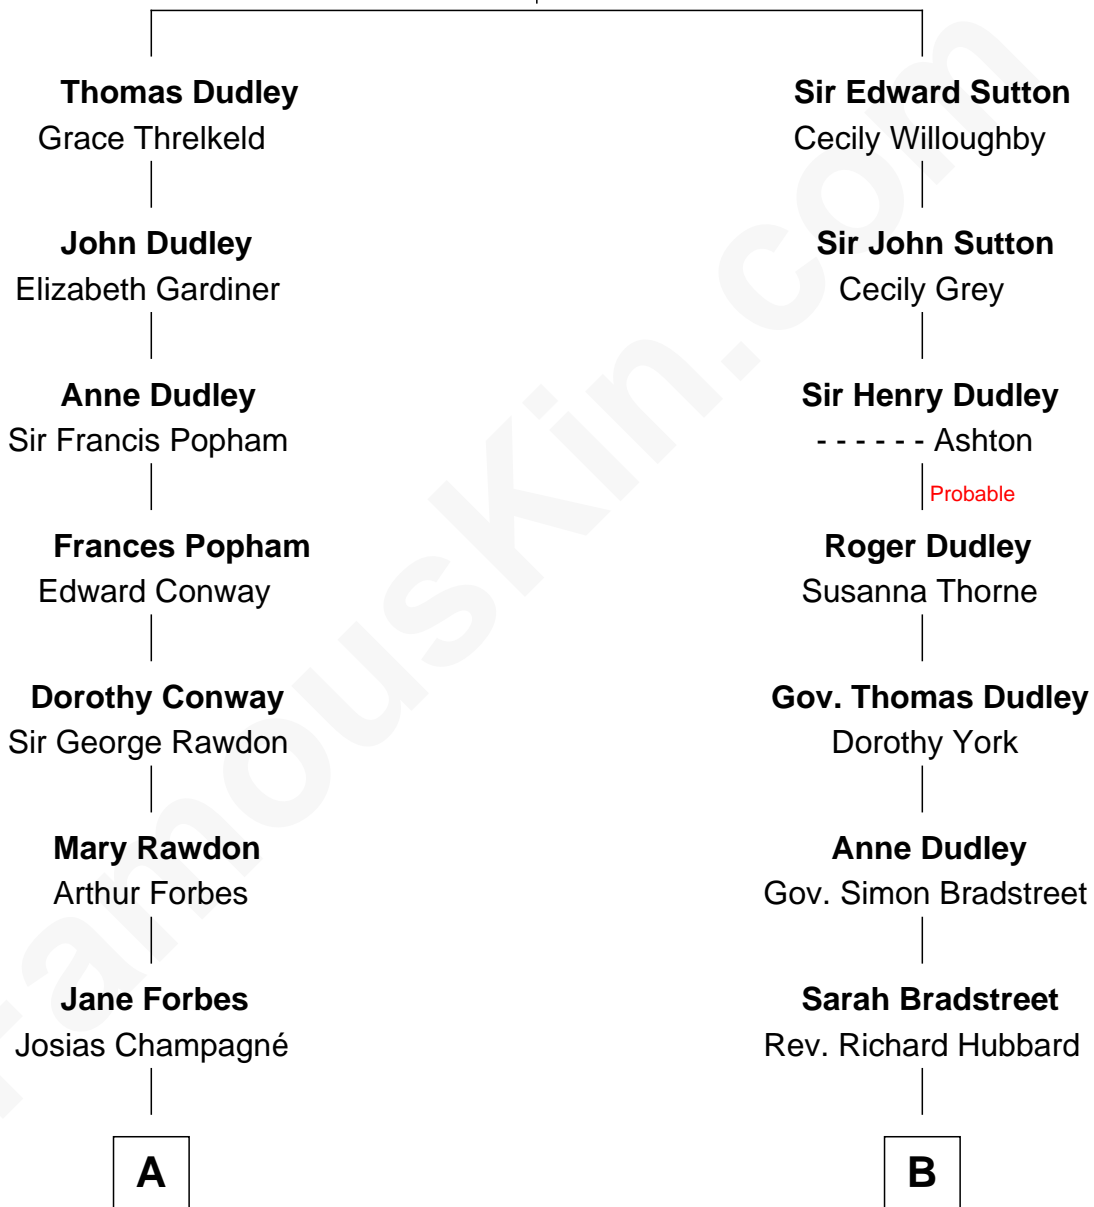 Thomas Dudley
Grace Threlkeld
John Dudley
Elizabeth Gardiner
Anne Dudley
Sir Francis Popham
Frances Popham
Edward Conway
Dorothy Conway
Sir George Rawdon
Mary Rawdon
Arthur Forbes
Jane Forbes
Josias Champagné
A
Sir Edward Sutton
Cecily Willoughby
Sir John Sutton
Cecily Grey
Sir Henry Dudley
- - - - - - Ashton
Probable
Roger Dudley
Susanna Thorne
Gov. Thomas Dudley
Dorothy York
Anne Dudley
Gov. Simon Bradstreet
Sarah Bradstreet
Rev. Richard Hubbard
B
FamousKin.com